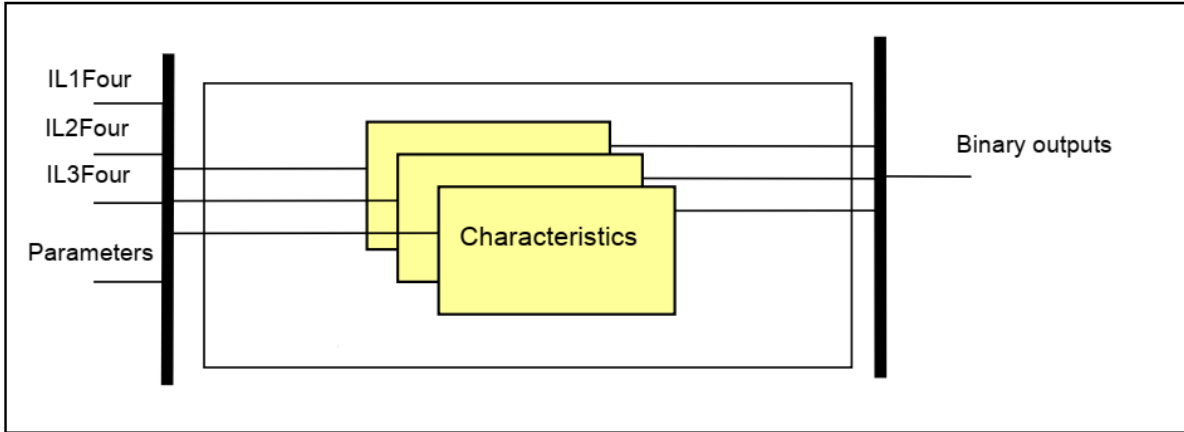 IL1Four
IL2Four
IL3Four
Parameters
Characteristics
Binary outputs